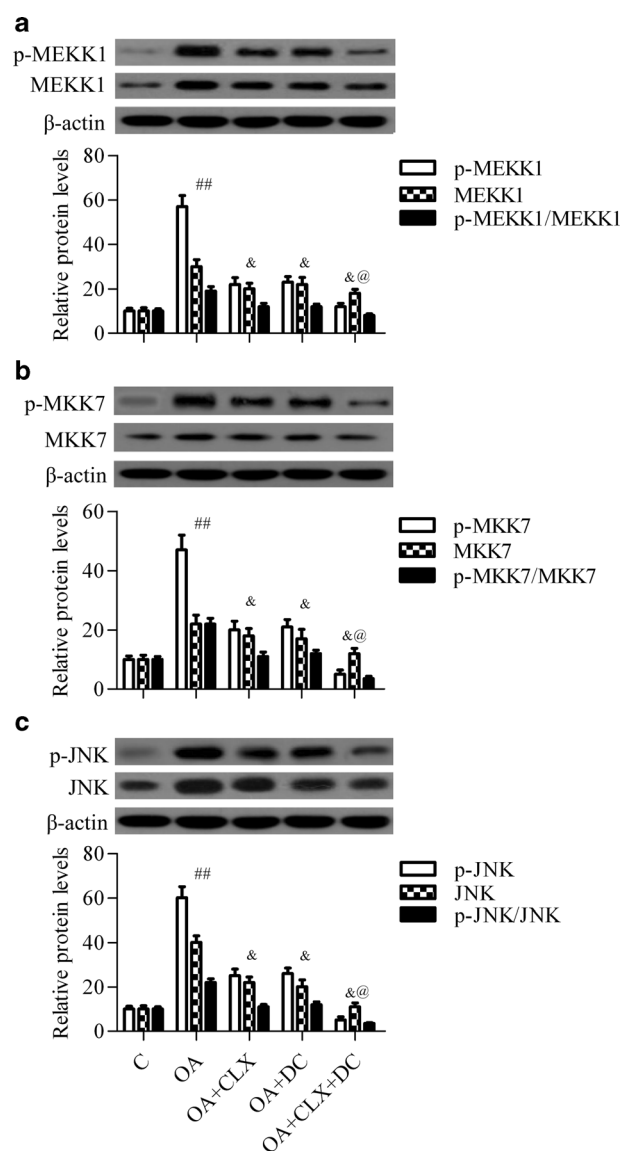 a
p-MEKK1
MEKK1
β-actin
80
60
40
20
0
Relative protein levels
##
&
&
&@
p-MEKK1
MEKK1
p-MEKK1/MEKK1
b
p-MKK7
MKK7
β-actin
60
40
20
0
Relative protein levels
##
&
&
&@
p-MKK7
MKK7
p-MKK7/MKK7
c
p-JNK
JNK
β-actin
80
60
40
20
0
Relative protein levels
##
&
&
&@
p-JNK
JNK
p-JNK/JNK
C
OA
OA+CLX
OA+DC
OA+CLX+DC